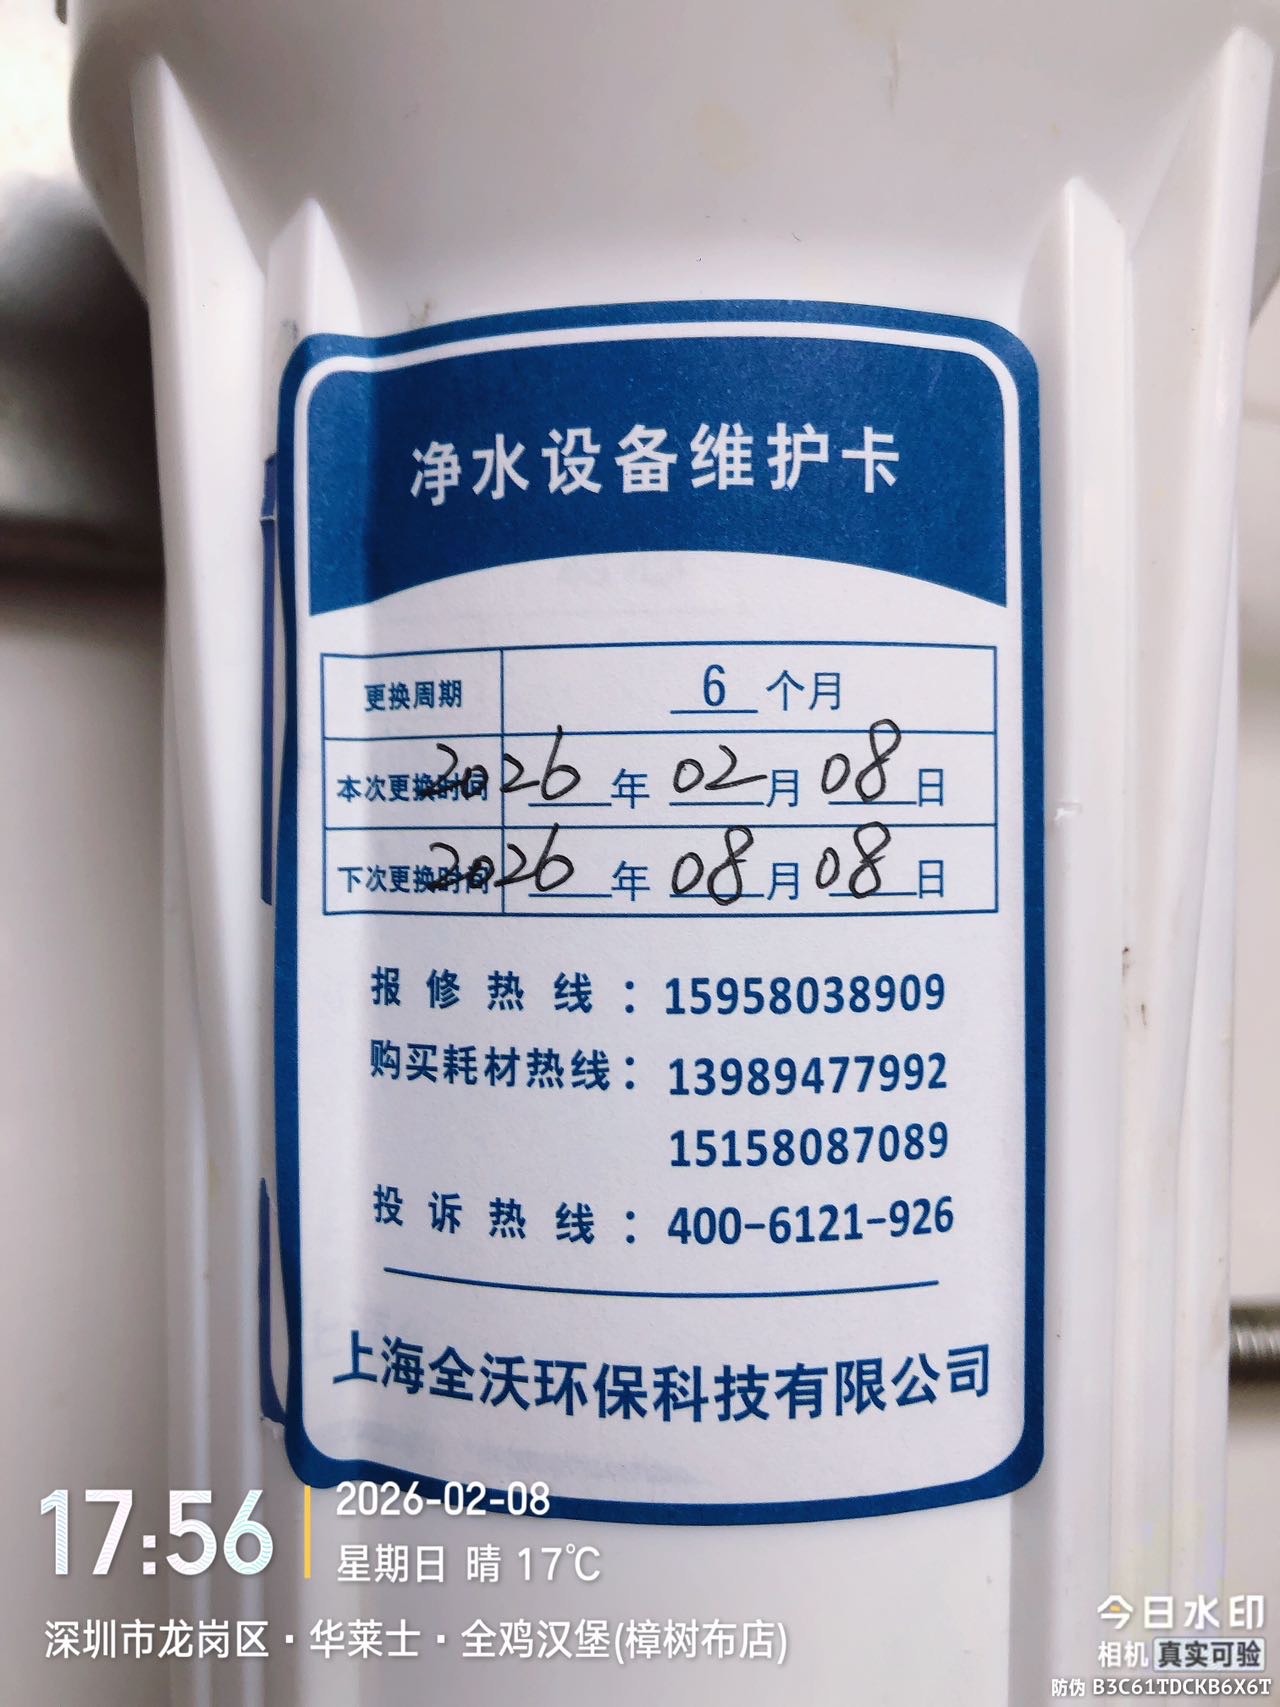 净水设备维护卡
更换周期 6 个月
本次更换时间 2026 年 02 月 08 日
下次更换时间 2026 年 08 月 08 日
报修热线：15958038909
购买耗材热线：13989477992
15158087089
投诉热线：400-6121-926
上海全沃环保科技有限公司
17:56
2026-02-08
星期日 晴 17℃
深圳市龙岗区·华莱士·全鸡汉堡(樟树布店)
今日水印
相机 真实可验
防伪 B3C61TDCKB6X6T